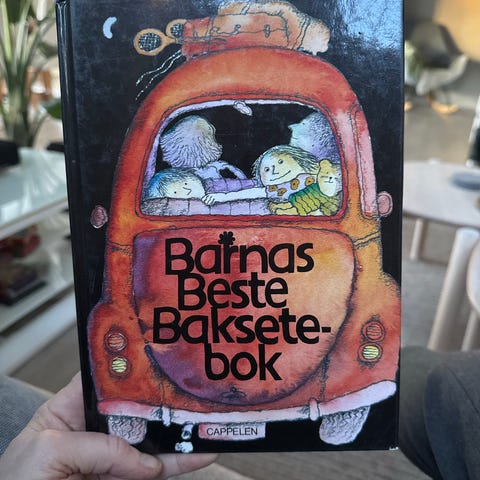 Barnas
Beste
Baksete-
bok
CAPPELEN